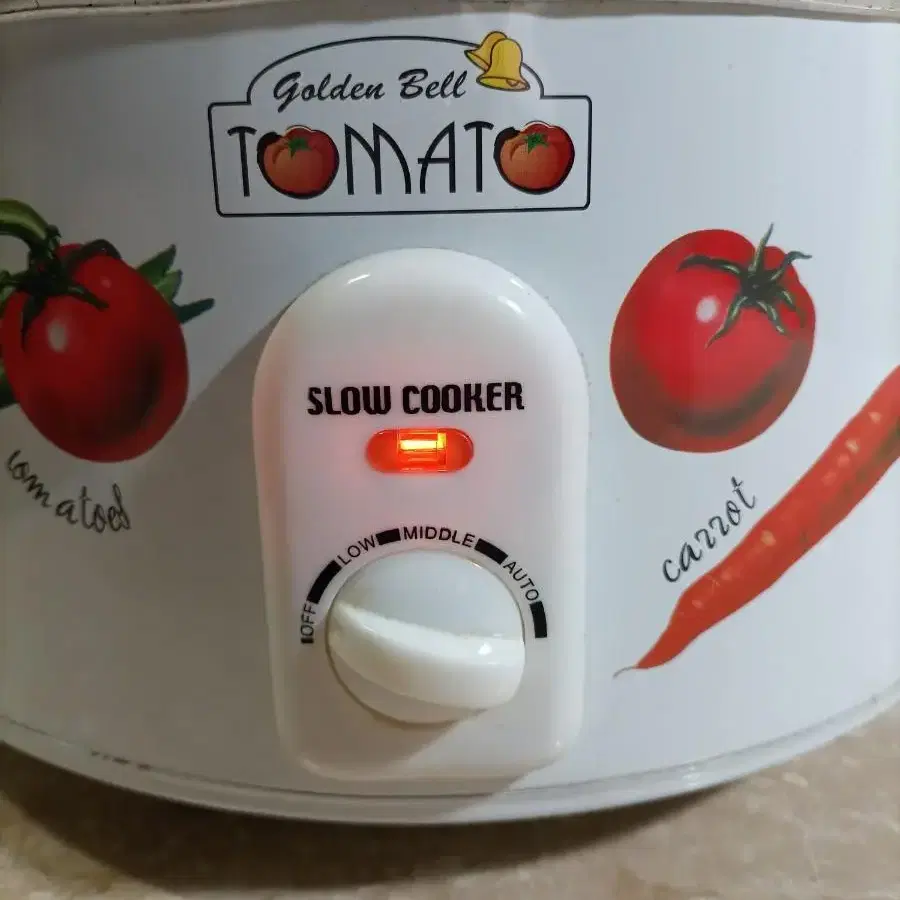 Golden Bell
TOMATO
SLOW COOKER
OFF LOW MIDDLE AUTO
tomatoes
carrot